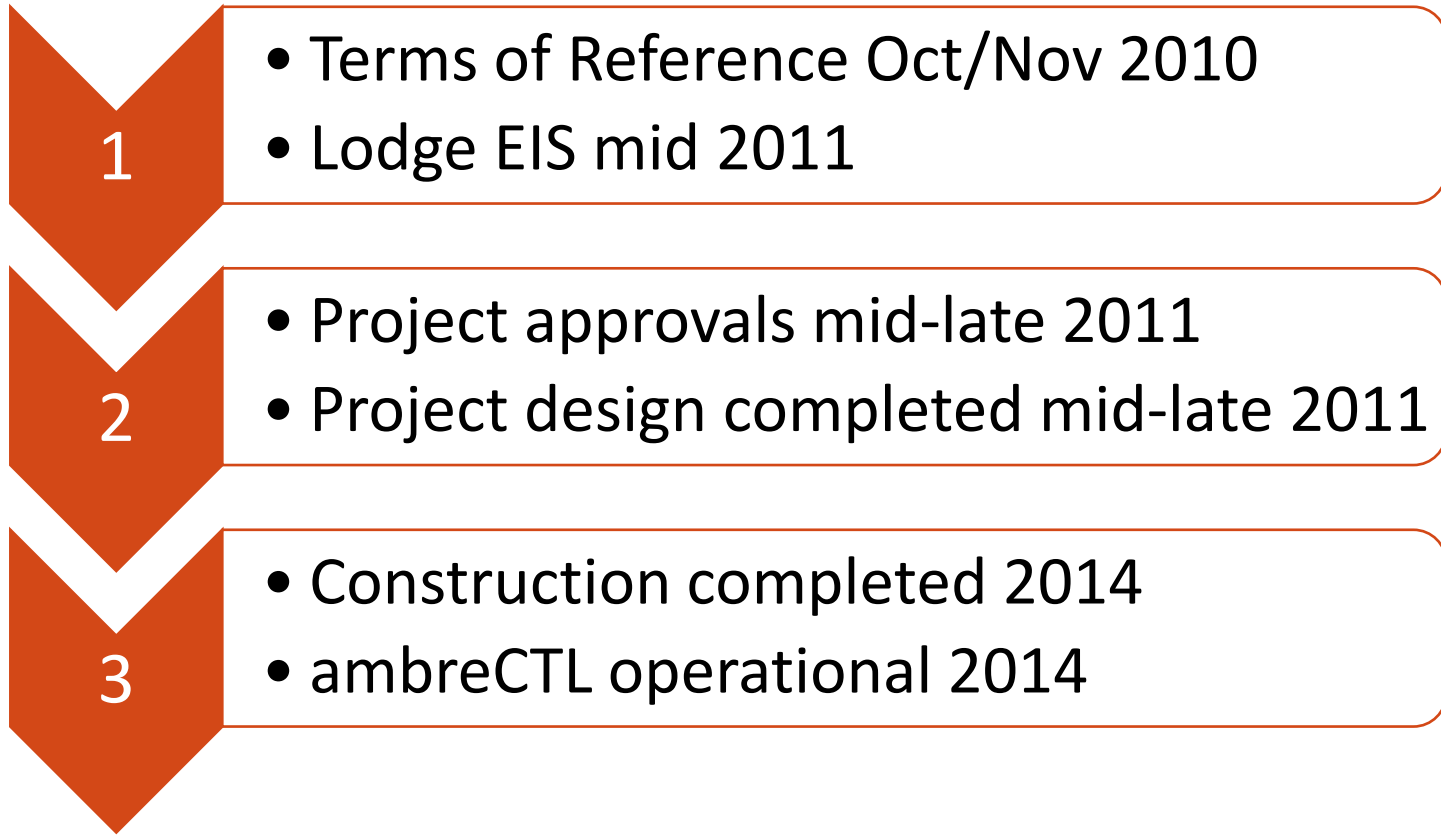 1
• Terms of Reference Oct/Nov 2010
• Lodge EIS mid 2011
2
• Project approvals mid-late 2011
• Project design completed mid-late 2011
3
• Construction completed 2014
• ambreCTL operational 2014